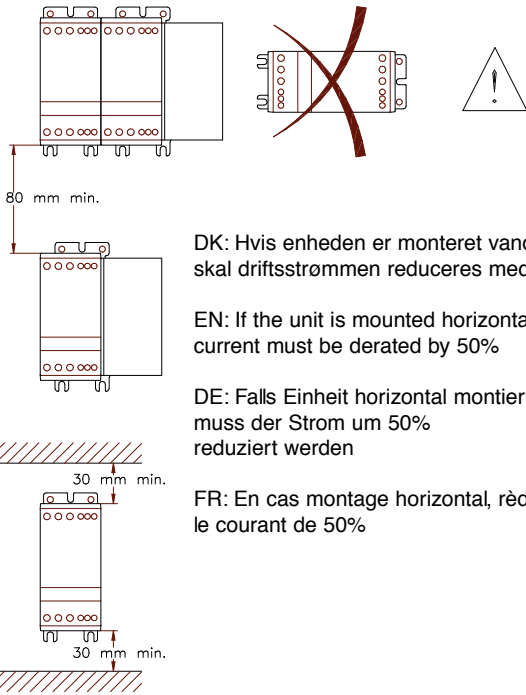 80 mm min.
DK: Hvis enheden er monteret
skal driftsstrømmen reduceres med
EN: If the unit is mounted
current must be derated by 50%
DE: Falls Einheit horizontal
muss der Strom um 50%
reduziert werden
30 mm min.
FR: En cas montage horizontal,
le courant de 50%
30 mm min.